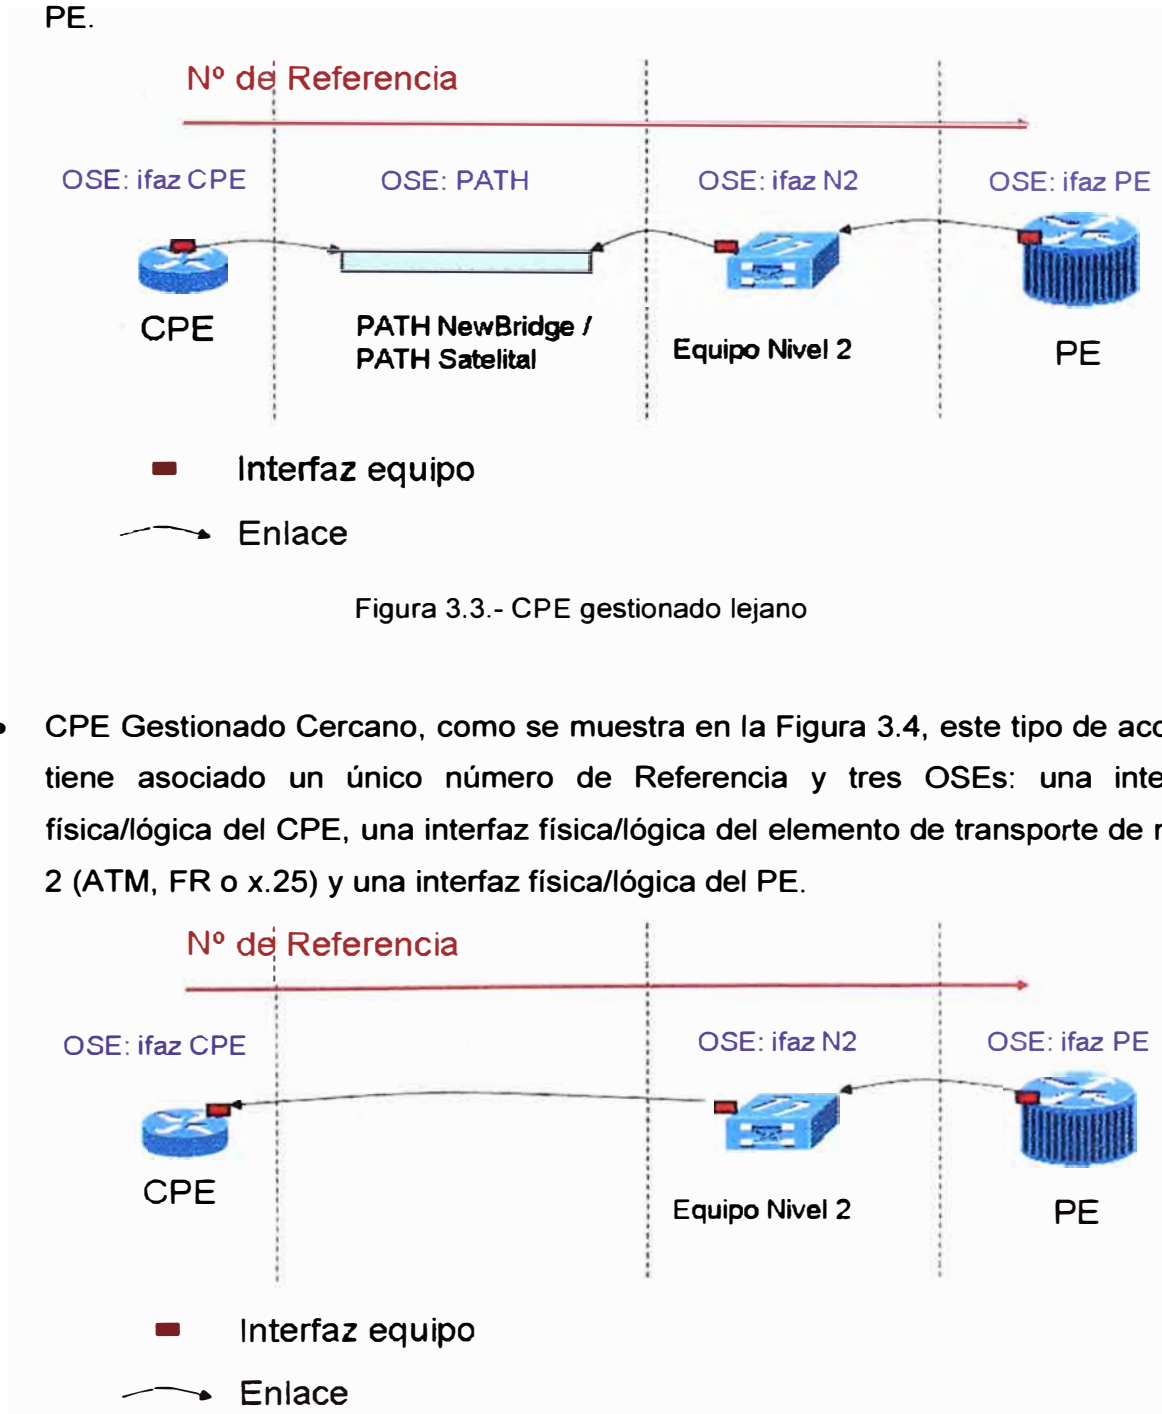 PE.
Nº de Referencia
OSE: ifaz CPE
OSE: PATH
OSE: ifaz N2
OSE: ifaz PE
CPE
PATH NewBridge /
PATH Satelital
Equipo Nivel 2
PE
Interfaz equipo
Enlace
Figura 3.3.- CPE gestionado lejano
• CPE Gestionado Cercano, como se muestra en la Figura 3.4, este tipo de
tiene asociado un único número de Referencia y tres OSEs: una
física/lógica del CPE, una interfaz física/lógica del elemento de transporte de
2 (ATM, FR o x.25) y una interfaz física/lógica del PE.
Nº de Referencia
OSE: ifaz CPE
OSE: ifaz N2
OSE: ifaz PE
CPE
Equipo Nivel 2
PE
Interfaz equipo
Enlace